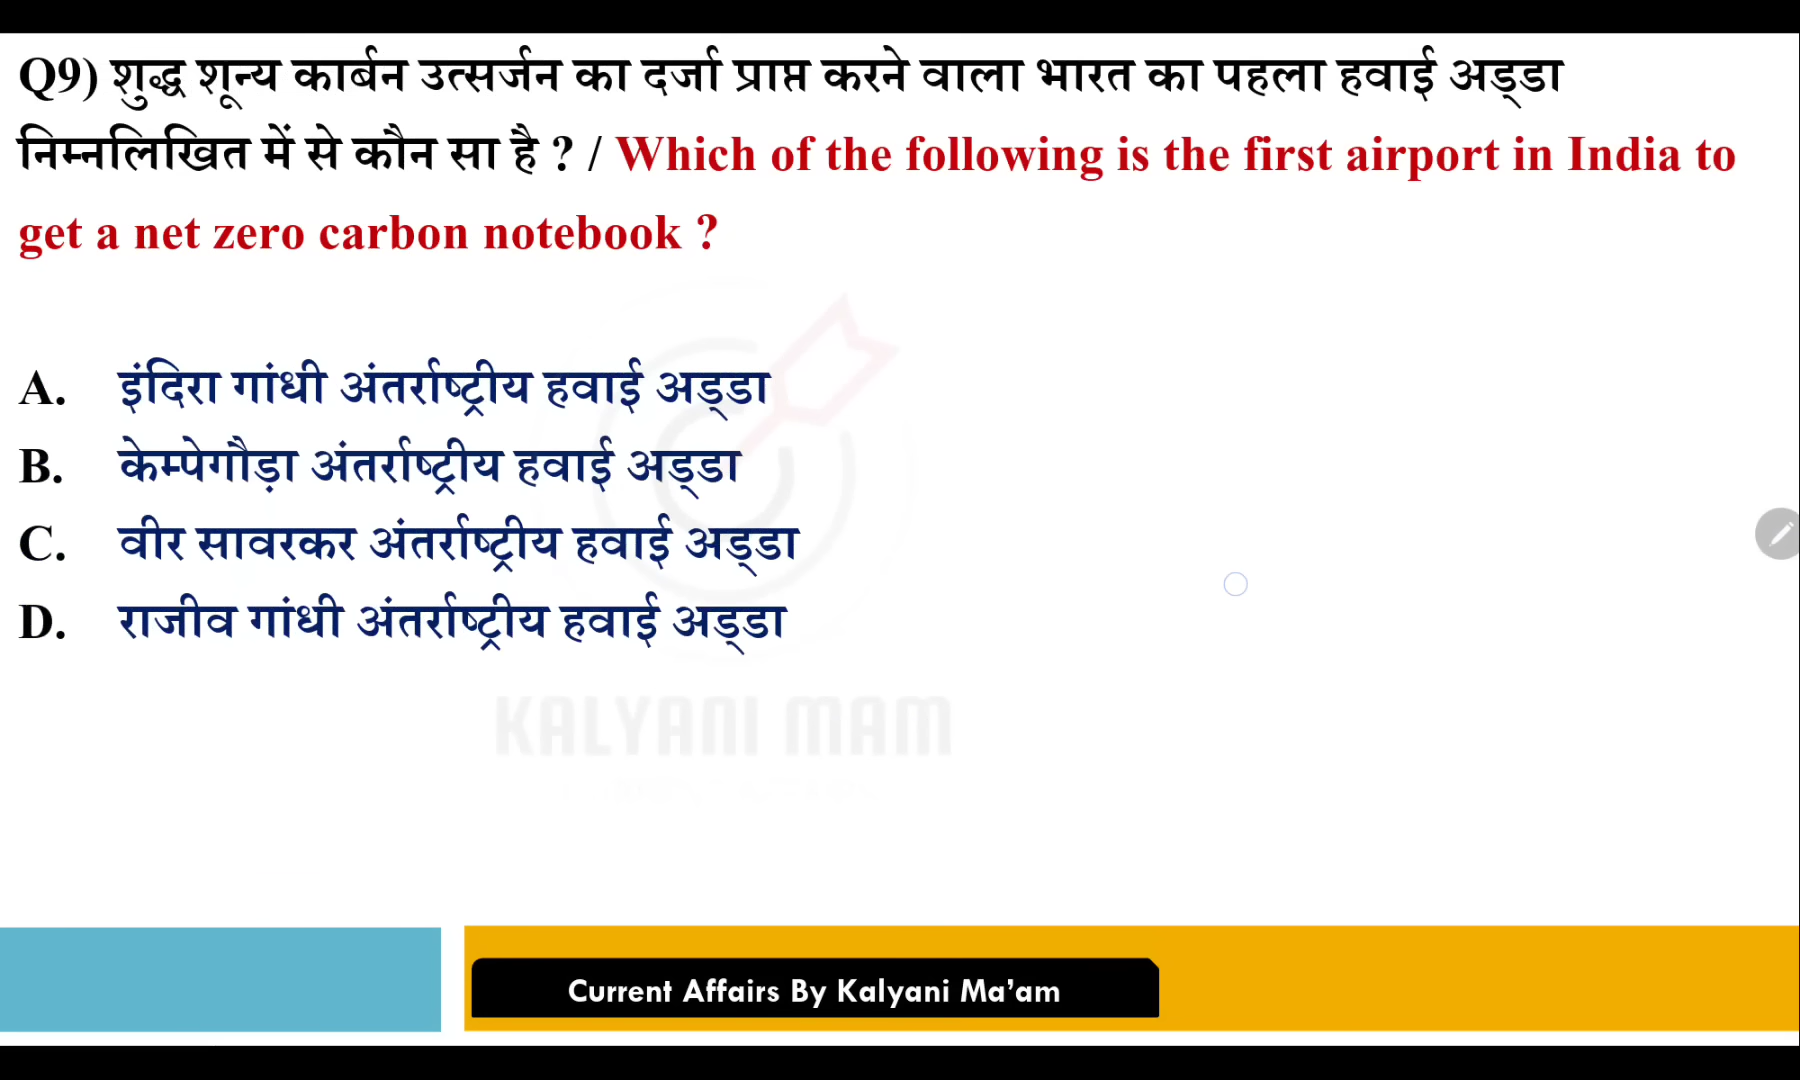 Q9) शुद्ध शून्य कार्बन उत्सर्जन का दर्जा प्राप्त करने वाला भारत का पहला हवाई अड्डा
निम्नलिखित में से कौन सा है ? / Which of the following is the first airport in India to
get a net zero carbon notebook ?
A. इंदिरा गांधी अंतर्राष्ट्रीय हवाई अड्डा
B. केम्पेगौड़ा अंतर्राष्ट्रीय हवाई अड्डा
C. वीर सावरकर अंतर्राष्ट्रीय हवाई अड्डा
D. राजीव गांधी अंतर्राष्ट्रीय हवाई अड्डा
KALYANI MAM
Current Affairs By Kalyani Ma’am